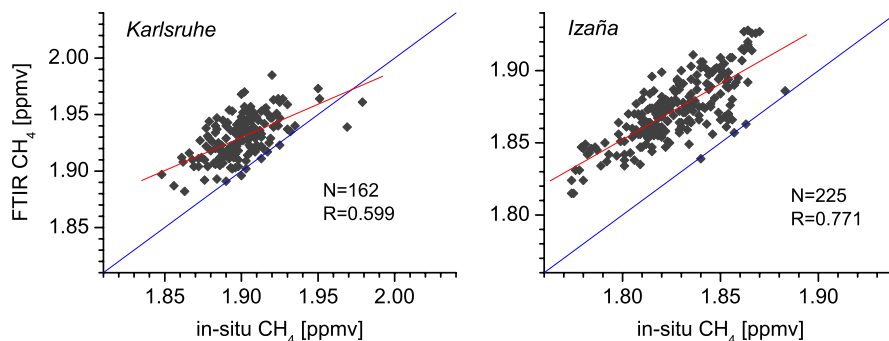 Karlsruhe
FTIR CH4 [ppmv]
2.00
1.95
1.90
1.85
N=162
R=0.599
1.85 1.90 1.95 2.00
in-situ CH4 [ppmv]
Izaña
1.90
1.85
1.80
N=225
R=0.771
1.80 1.85 1.90
in-situ CH4 [ppmv]